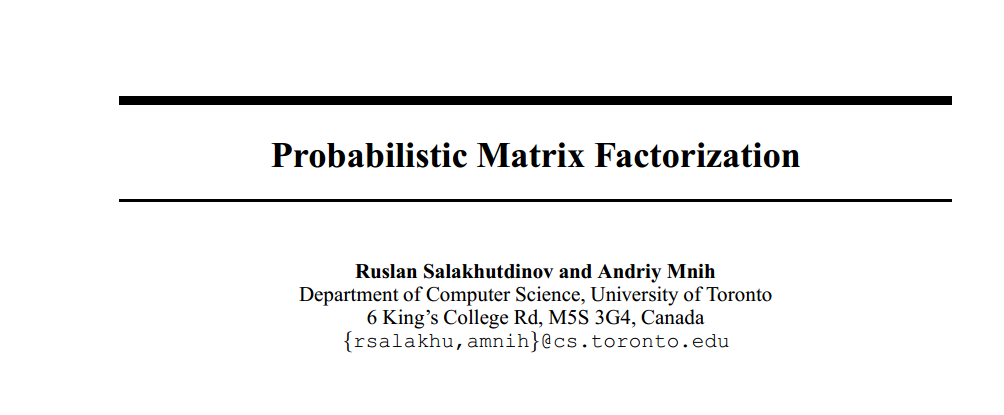 Probabilistic Matrix Factorization
Ruslan Salakhutdinov and Andriy Mnih
Department of Computer Science, University of Toronto
6 King’s College Rd, M5S 3G4, Canada
{rsalakhu,amnih}@cs.toronto.edu